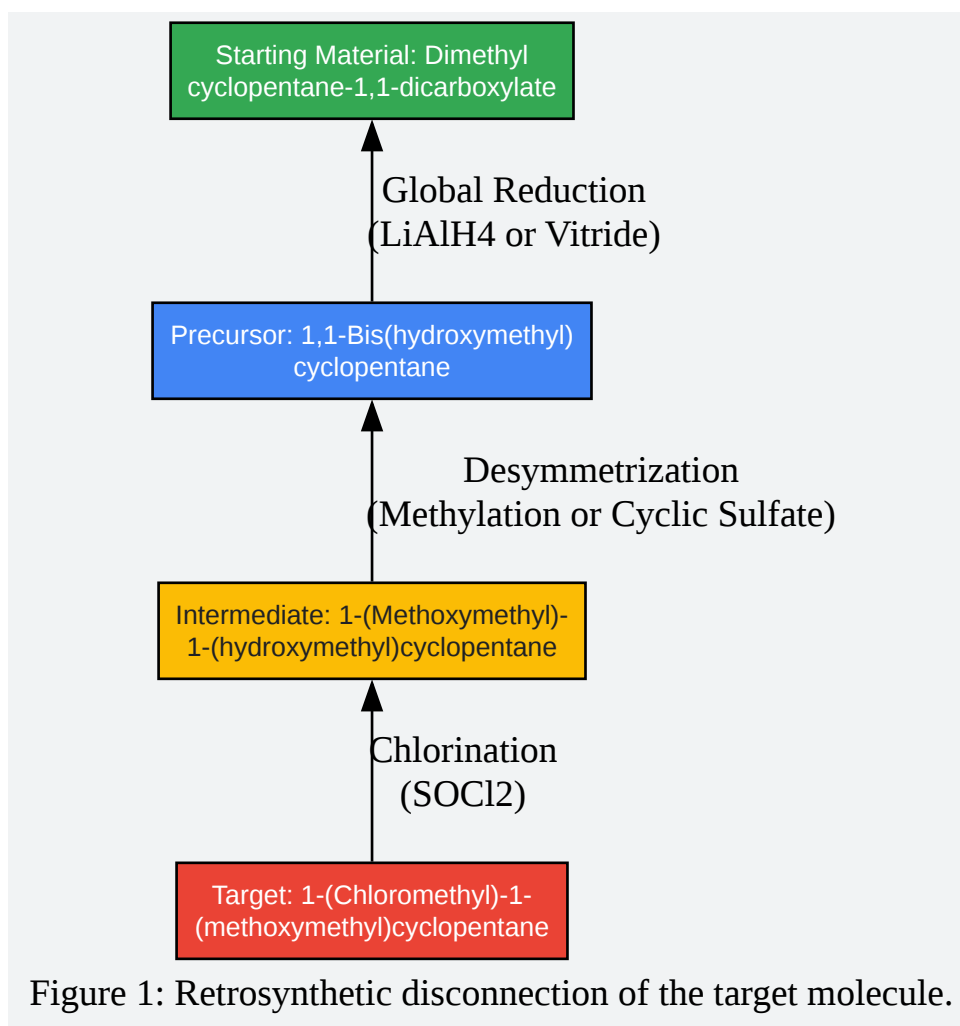 Starting Material: Dimethyl
cyclopentane-1,1-dicarboxylate
Global Reduction
(LiAlH4 or Vitride)
Precursor: 1,1-Bis(hydroxymethyl)
cyclopentane
Desymmetrization
(Methylation or Cyclic Sulfate)
Intermediate: 1-(Methoxymethyl)-
1-(hydroxymethyl)cyclopentane
Chlorination
(SOCl2)
Target: 1-(Chloromethyl)-1-
(methoxymethyl)cyclopentane
Figure 1: Retrosynthetic disconnection of the target molecule.